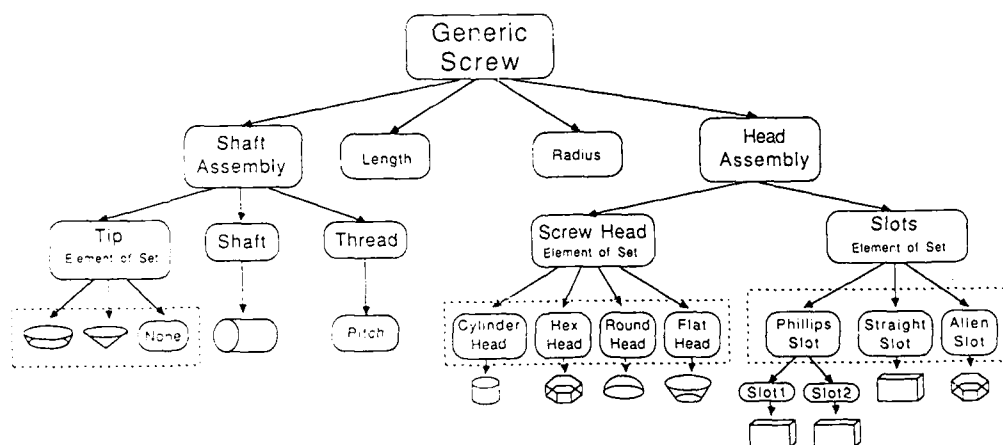 Generic
Screw
Shaft
Assembly
Length
Radius
Head
Assembly
Tip
Element of Set
Shaft
Thread
Screw Head
Element of Set
Slots
Element of Set
None
Pitch
Cylinder
Head
Hex
Head
Round
Head
Flat
Head
Phillips
Slot
Straight
Slot
Allen
Slot
Slot1
Slot2